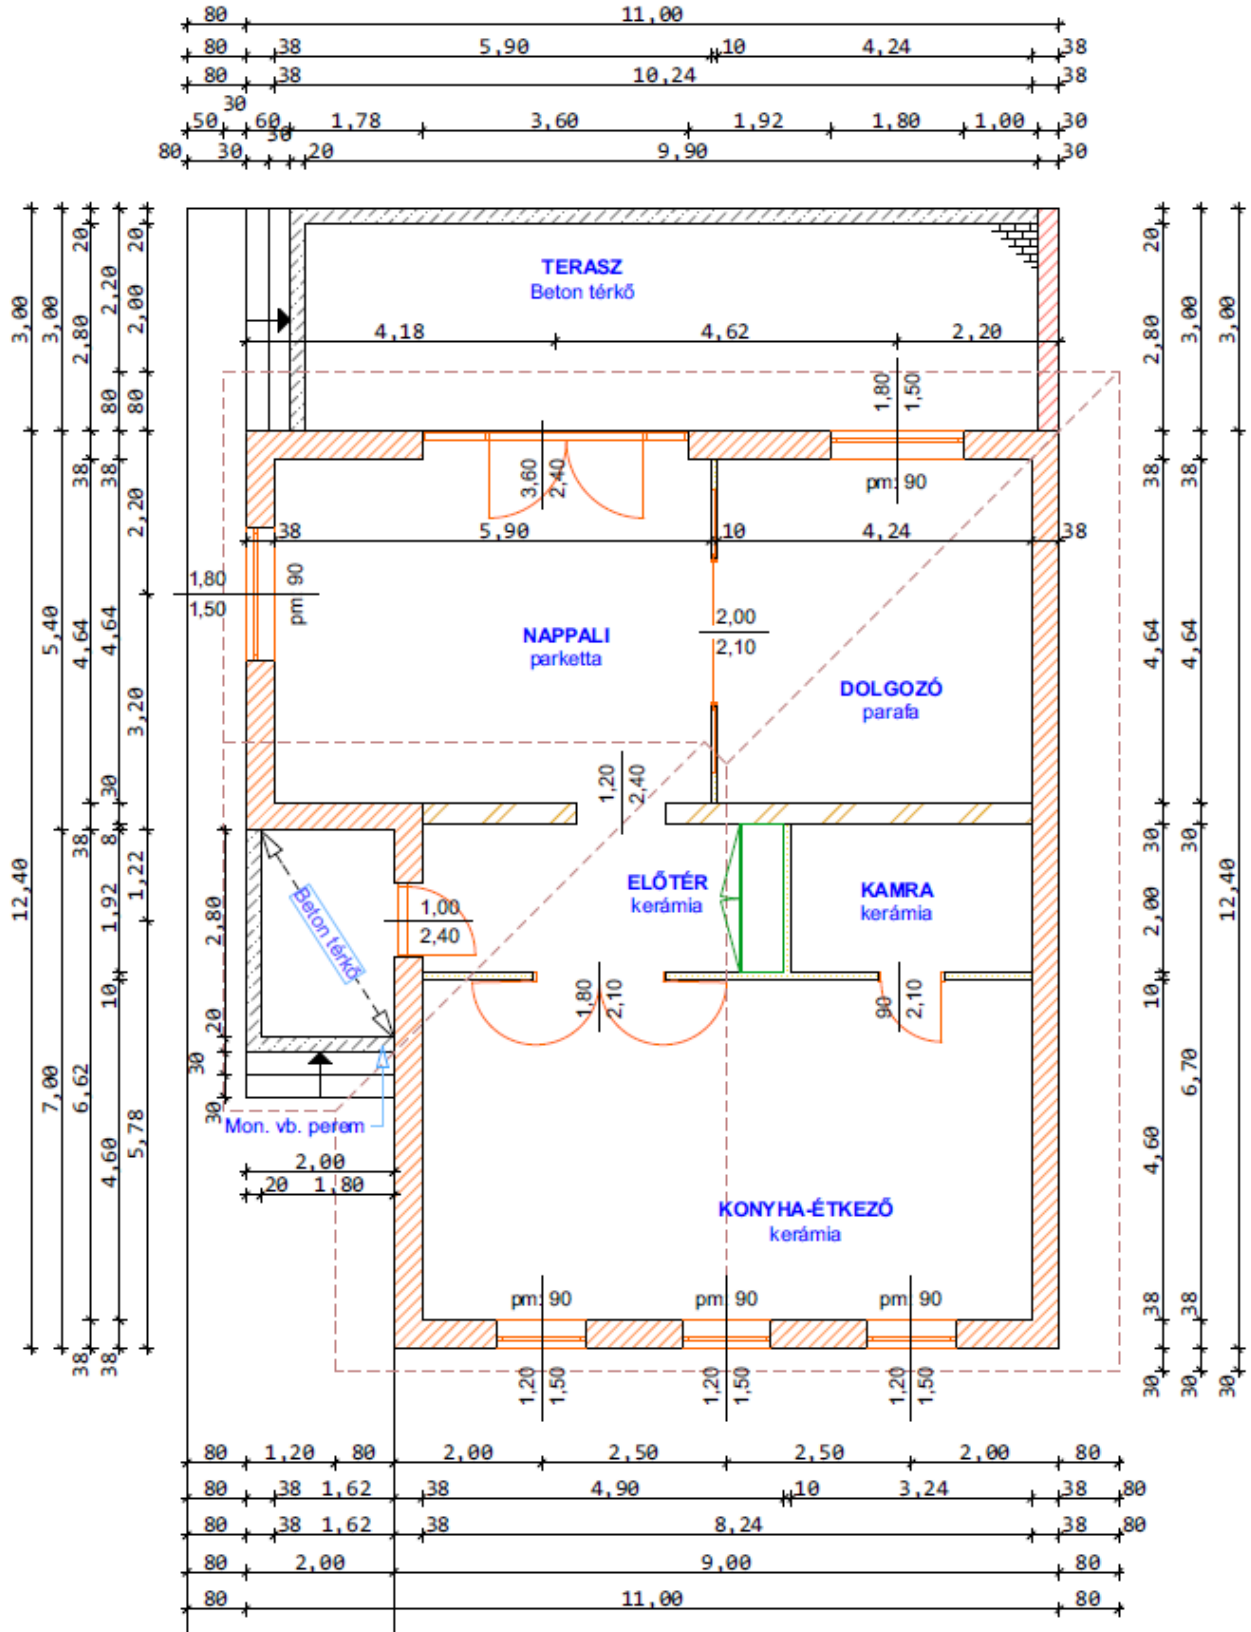 80 11,00
80 38 5,90 10 4,24 38
80 38 10,24 38
30
50 60 1,78 3,60 1,92 1,80 1,00 30
30
80 30 20 9,90 30
20 20 20 20
TERASZ
Beton térkő
3,00 3,00 2,80 2,20 2,00
2,80 3,00 3,00
4,18 4,62 2,20
80 80
1,80
1,50
38 38 2,20
3,60
2,40
pm: 90
38 38
38 5,90 10 4,24 38
1,80
1,50
pm: 90
5,40 4,64 4,64
2,00
2,10
4,64 4,64
NAPPALI
parketta
DOLGOZÓ
parafa
3,20
1,20
2,40
30
38 8 1,22
30 30
12,40
ELŐTÉR
kerámia
KAMRA
kerámia
1,92
2,80
Beton térkő
1,00
2,40
2,00 2,00
12,40
10
1,80
2,10
90
2,10
10 10
20
30
30
7,00 6,62 4,60 5,78
4,60 6,70
Mon. vb. perem
2,00
20 1,80
KONYHA-ÉTKEZŐ
kerámia
pm: 90 pm: 90 pm: 90
38 38
38 38
1,20
1,50
1,20
1,50
1,20
1,50
30 30 30
80 1,20 80 2,00 2,50 2,50 2,00 80
80 38 1,62 38 4,90 10 3,24 38 80
80 38 1,62 38 8,24 38 80
80 2,00 9,00 80
80 11,00 80